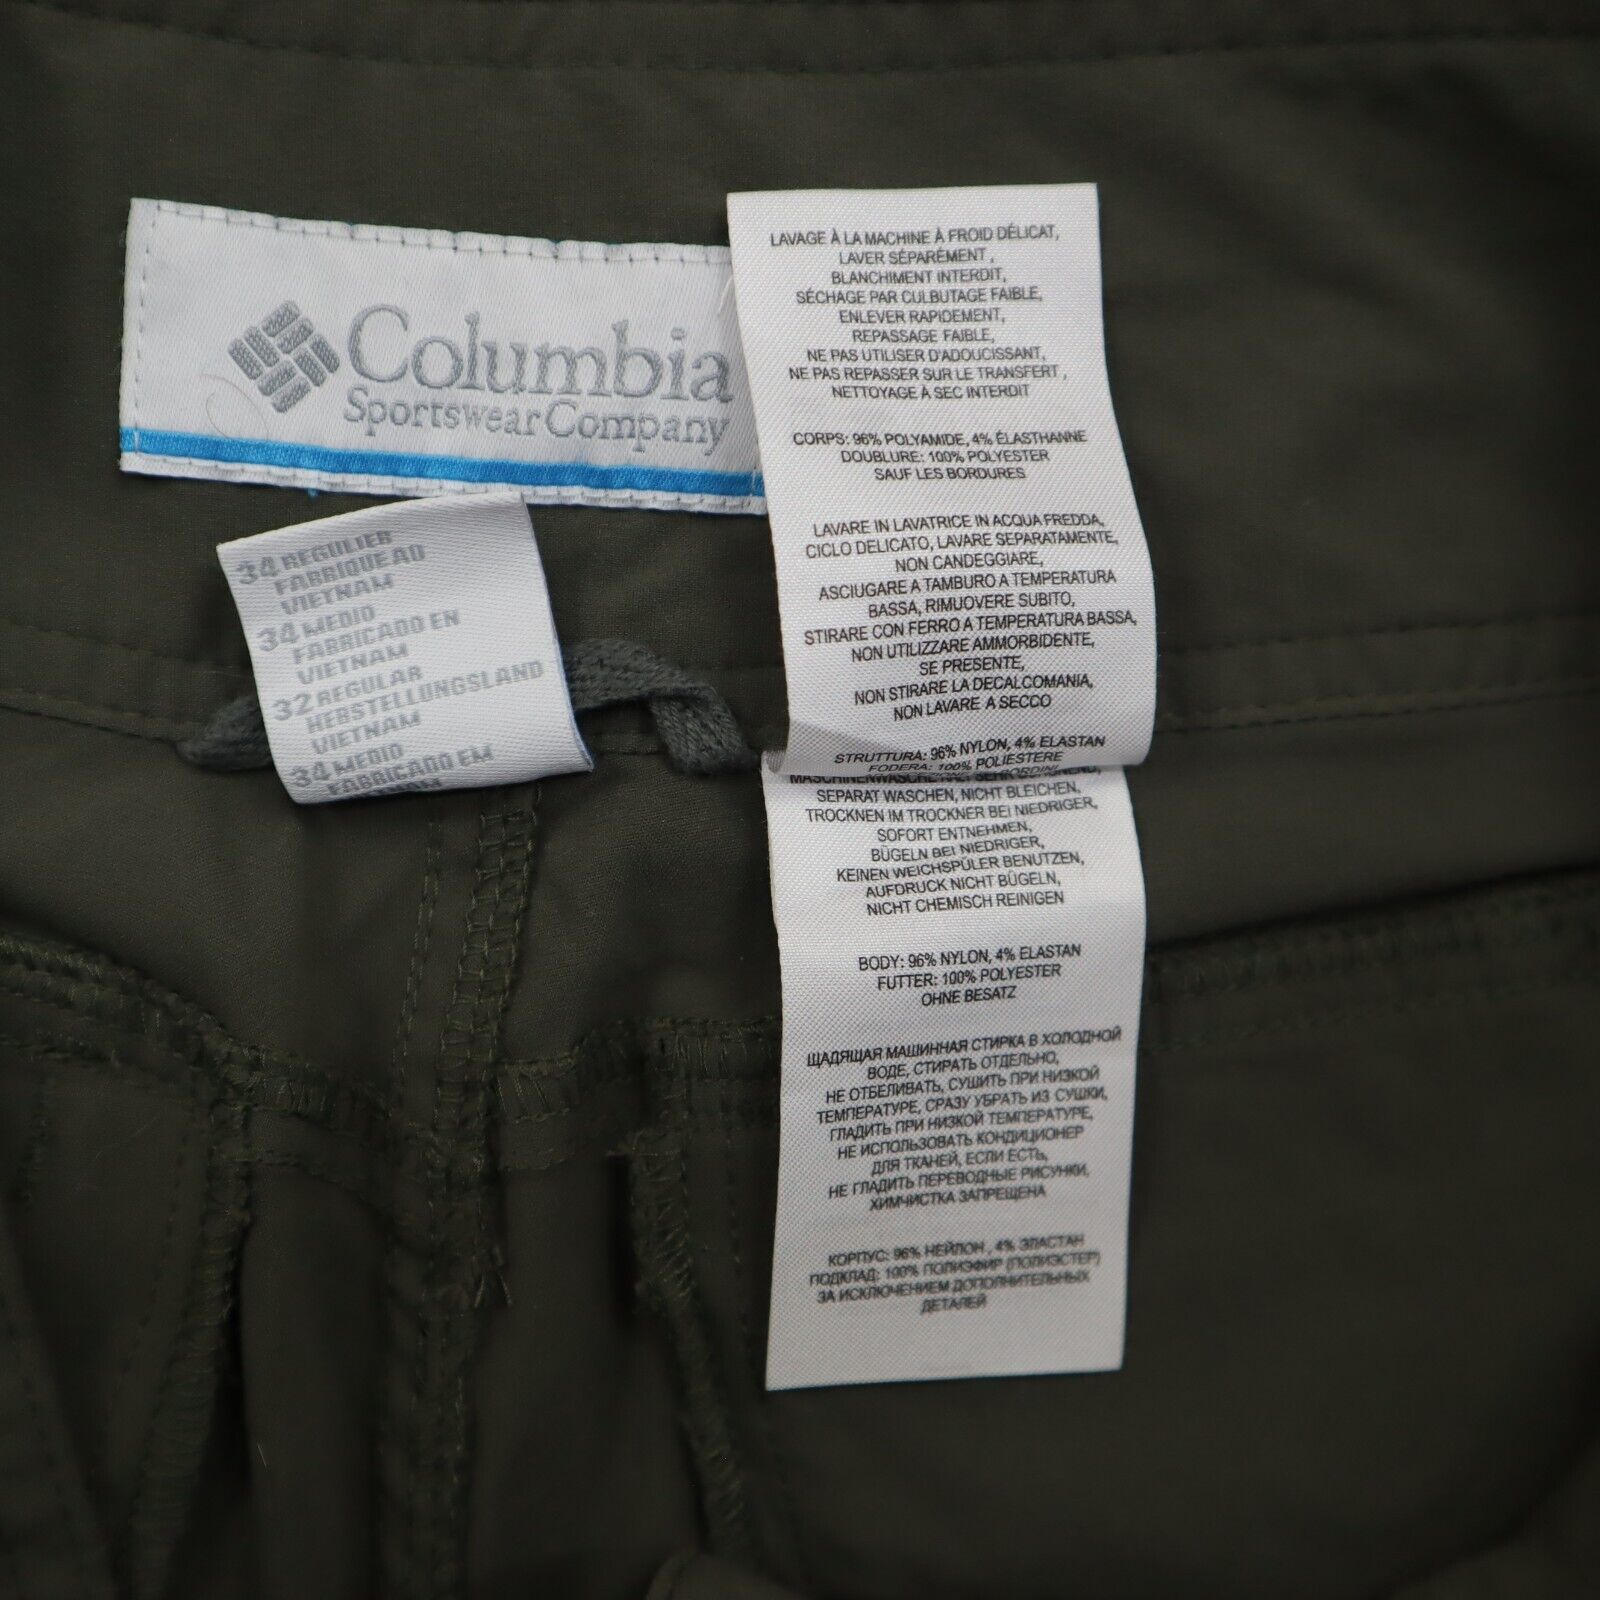 Columbia
Sportswear Company
34 REGULIER
FABRIQUE AU
VIETNAM
34 MEDIO
FABRICADO EN
VIETNAM
32 REGULAR
HERSTELLUNGSLAND
VIETNAM
34 MEDIO
FABRICADO EM
LAVAGE À LA MACHINE À FROID DÉLICAT,
LAVER SÉPARÉMENT ,
BLANCHIMENT INTERDIT,
SÉCHAGE PAR CULBUTAGE FAIBLE,
ENLEVER RAPIDEMENT,
REPASSAGE FAIBLE,
NE PAS UTILISER D'ADOUCISSANT,
NE PAS REPASSER SUR LE TRANSFERT ,
NETTOYAGE À SEC INTERDIT
CORPS: 96% POLYAMIDE, 4% ÉLASTHANNE
DOUBLURE: 100% POLYESTER
SAUF LES BORDURES
LAVARE IN LAVATRICE IN ACQUA FREDDA,
CICLO DELICATO, LAVARE SEPARATAMENTE,
NON CANDEGGIARE,
ASCIUGARE A TAMBURO A TEMPERATURA
BASSA, RIMUOVERE SUBITO,
STIRARE CON FERRO A TEMPERATURA BASSA,
NON UTILIZZARE AMMORBIDENTE,
SE PRESENTE,
NON STIRARE LA DECALCOMANIA,
NON LAVARE A SECCO
STRUTTURA: 96% NYLON, 4% ELASTAN
FODERA: 100% POLIESTERE
SEPARAT WASCHEN, NICHT BLEICHEN,
TROCKNEN IM TROCKNER BEI NIEDRIGER,
SOFORT ENTNEHMEN,
BÜGELN BEI NIEDRIGER,
KEINEN WEICHSPÜLER BENUTZEN,
AUFDRUCK NICHT BÜGELN,
NICHT CHEMISCH REINIGEN
BODY: 96% NYLON, 4% ELASTAN
FUTTER: 100% POLYESTER
OHNE BESATZ
ЩАДЯЩАЯ МАШИННАЯ СТИРКА В ХОЛОДНОЙ
ВОДЕ, СТИРАТЬ ОТДЕЛЬНО,
НЕ ОТБЕЛИВАТЬ, СУШИТЬ ПРИ НИЗКОЙ
ТЕМПЕРАТУРЕ, СРАЗУ УБРАТЬ ИЗ СУШКИ,
ГЛАДИТЬ ПРИ НИЗКОЙ ТЕМПЕРАТУРЕ,
НЕ ИСПОЛЬЗОВАТЬ КОНДИЦИОНЕР
ДЛЯ ТКАНЕЙ, ЕСЛИ ЕСТЬ,
НЕ ГЛАДИТЬ ПЕРЕВОДНЫЕ РИСУНКИ,
ХИМЧИСТКА ЗАПРЕЩЕНА
КОРПУС: 96% НЕЙЛОН , 4% ЭЛАСТАН
ПОДКЛАД: 100% ПОЛИЭФИР (ПОЛИЭСТЕР)
ЗА ИСКЛЮЧЕНИЕМ ДОПОЛНИТЕЛЬНЫХ
ДЕТАЛЕЙ